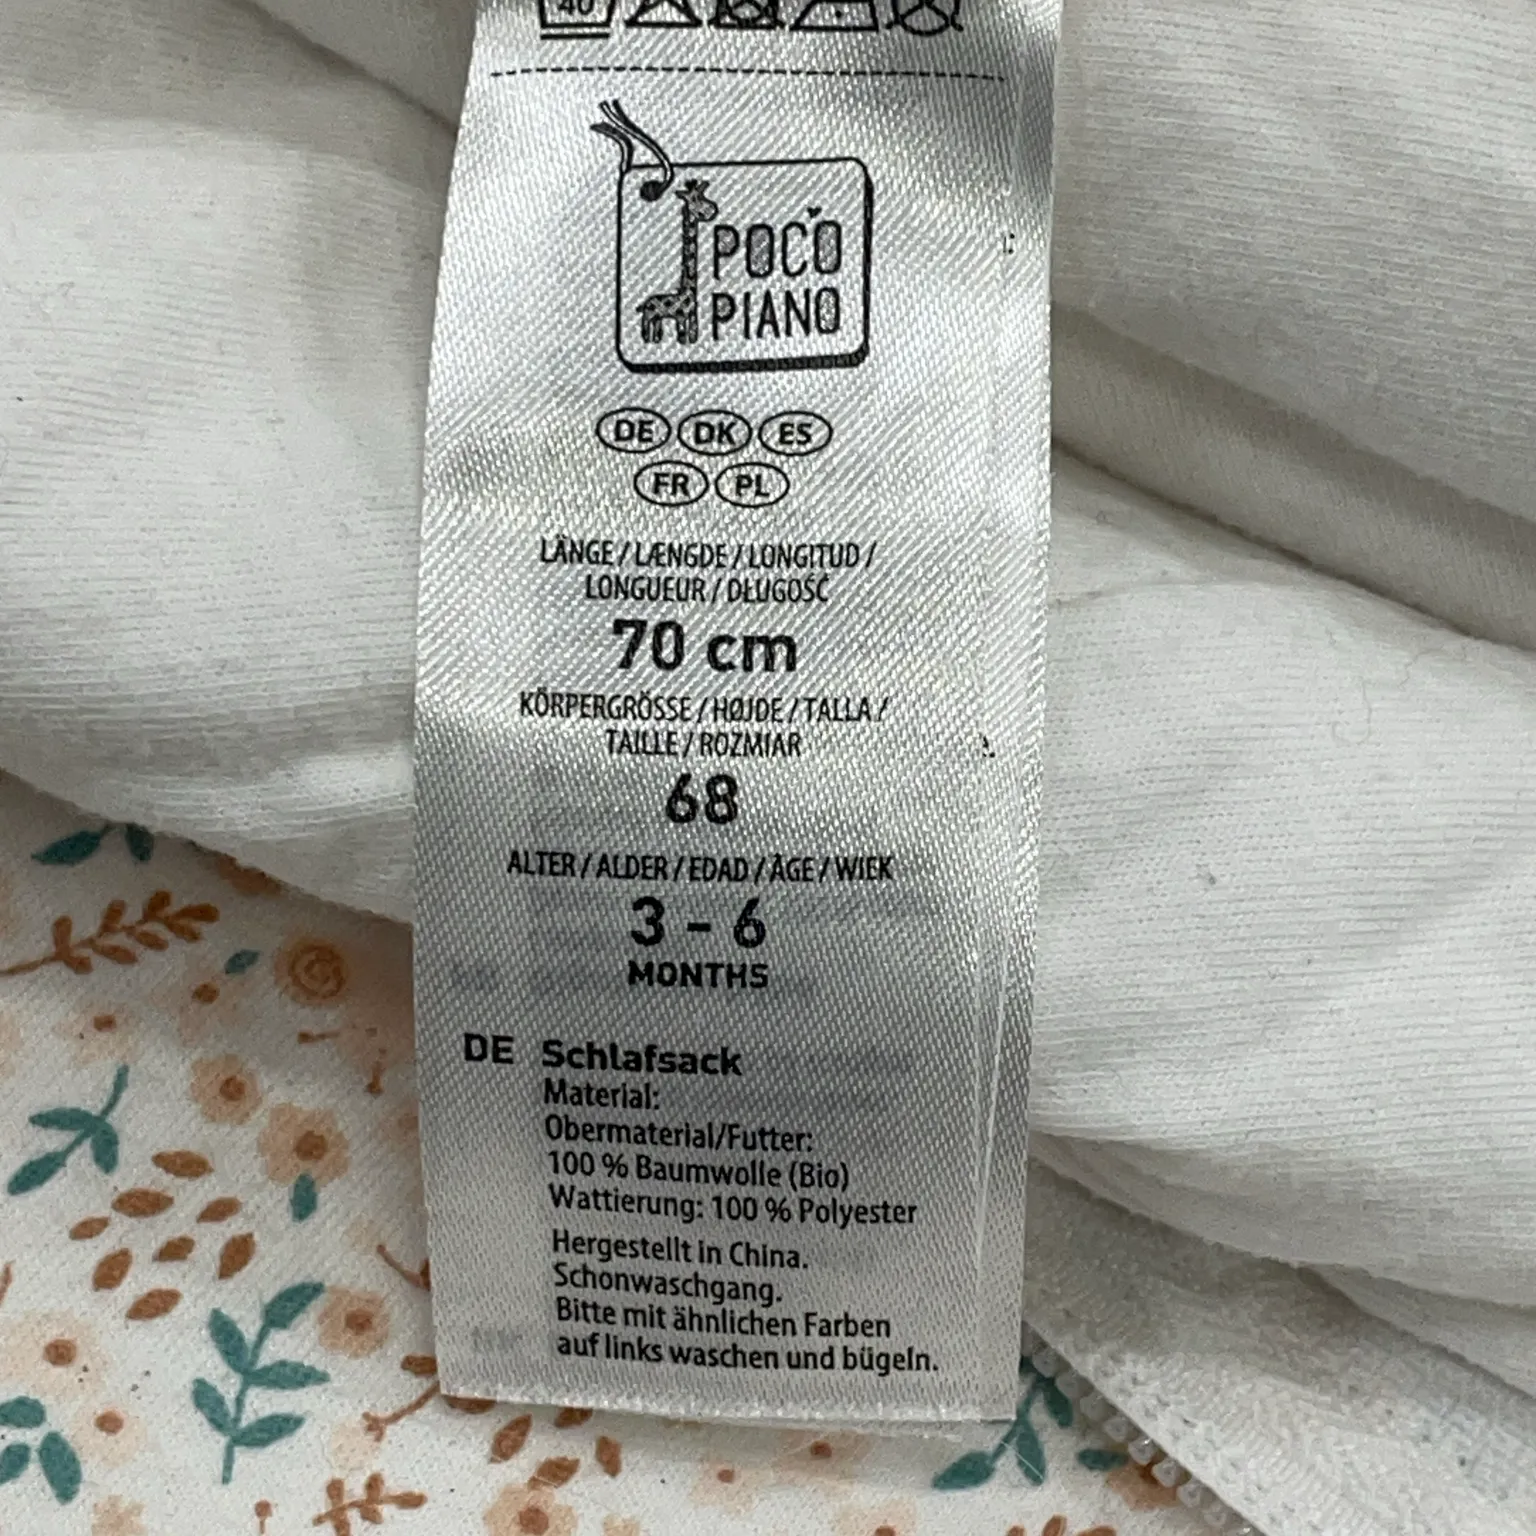 40
POCO
PIANO
DE DK ES
FR PL
LÄNGE / LÆNGDE / LONGITUD /
LONGUEUR / DŁUGOŚĆ
70 cm
KÖRPERGRÖSSE / HØJDE / TALLA /
TAILLE / ROZMIAR
68
ALTER / ALDER / EDAD / ÂGE / WIEK
3 – 6
MONTHS
DE Schlafsack
Material:
Obermaterial/Futter:
100 % Baumwolle (Bio)
Wattierung: 100 % Polyester
Hergestellt in China.
Schonwaschgang.
Bitte mit ähnlichen Farben
auf links waschen und bügeln.